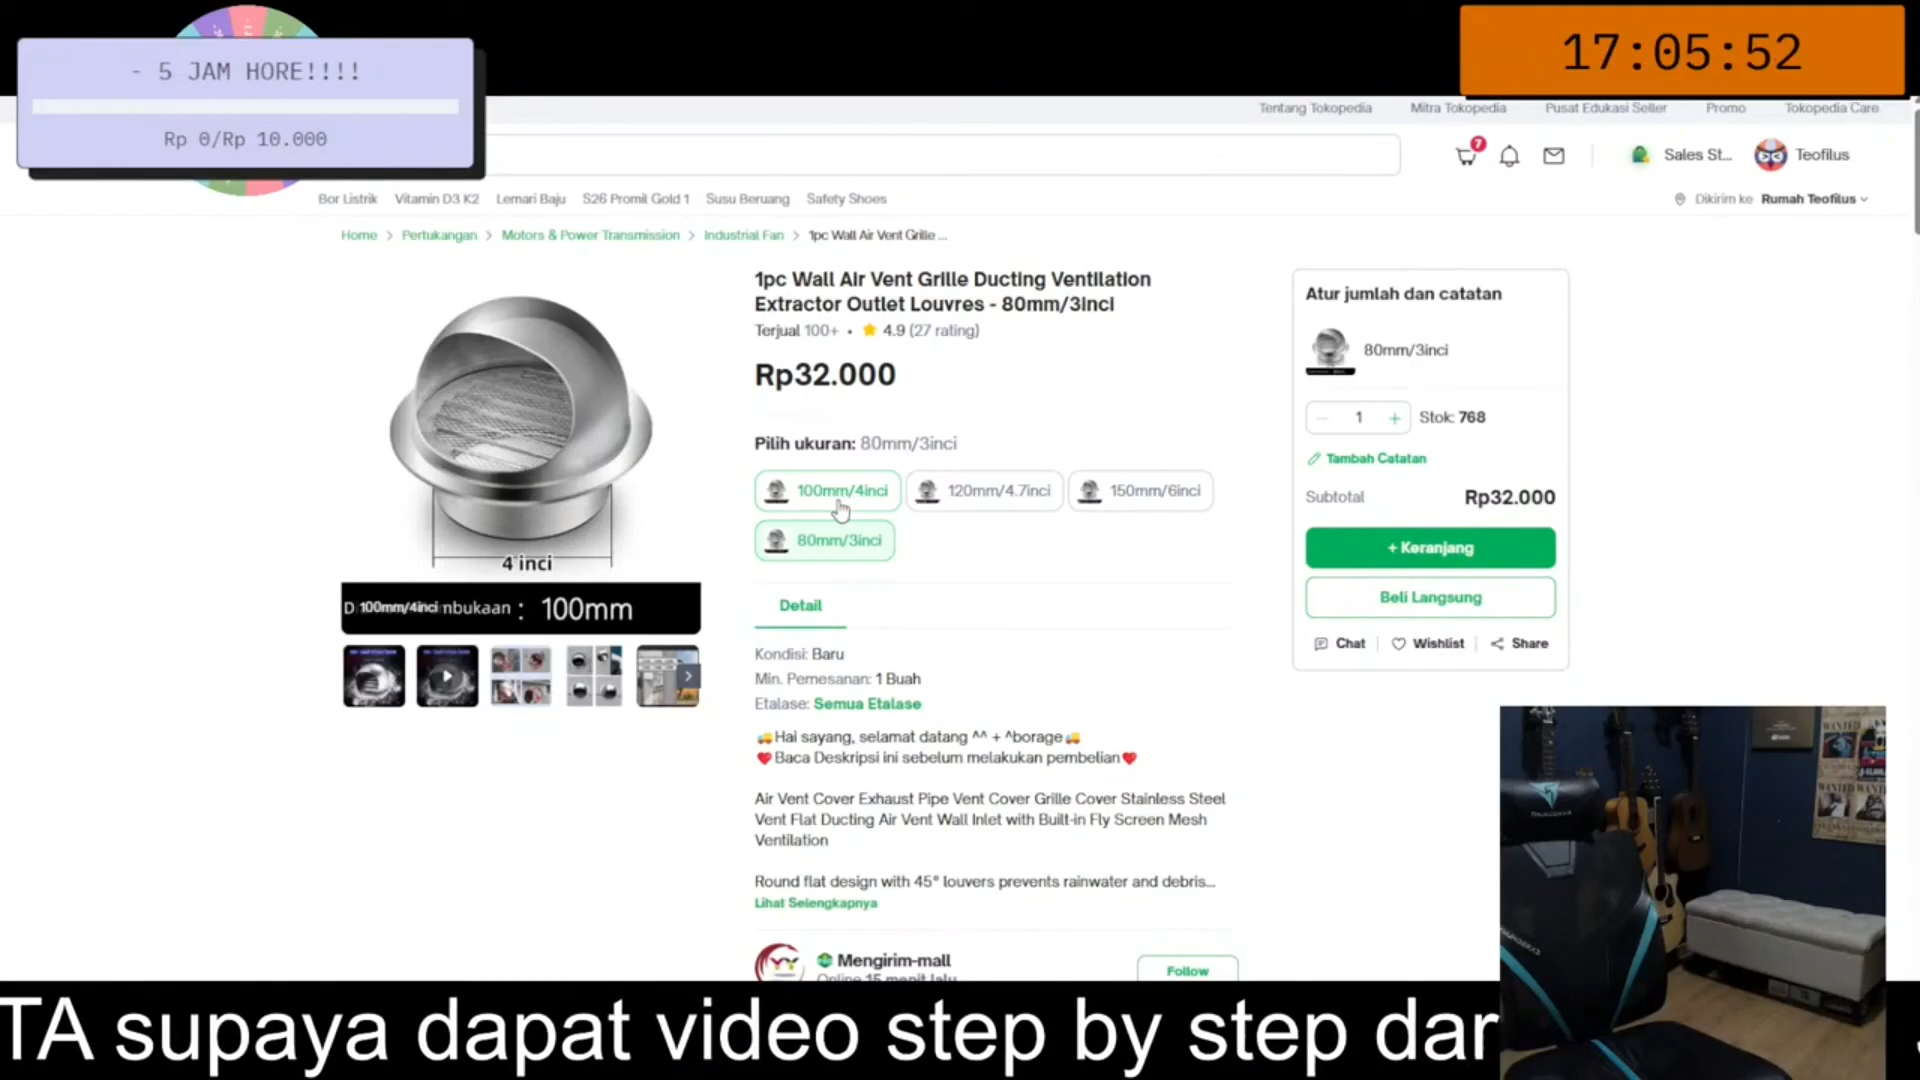 - 5 JAM HORE!!!!
Rp 0/Rp 10.000
17:05:52
Tentang Tokopedia Mitra Tokopedia Pusat Edukasi Seller Promo Tokopedia Care
7
Sales St... Teofilus
Bor Listrik Vitamin D3 K2 Lemari Baju S26 Promil Gold 1 Susu Beruang Safety Shoes
Dikirim ke Rumah Teofilus
Home > Pertukangan > Motors & Power Transmission > Industrial Fan > 1pc Wall Air Vent Grille ...
4 inci
D 100mm/4inci nbukaan : 100mm
1pc Wall Air Vent Grille Ducting Ventilation
Extractor Outlet Louvres - 80mm/3inci
Terjual 100+ • 4.9 (27 rating)
Rp32.000
Pilih ukuran: 80mm/3inci
100mm/4inci 120mm/4.7inci 150mm/6inci
80mm/3inci
Detail
Kondisi: Baru
Min. Pemesanan: 1 Buah
Etalase: Semua Etalase
🚚Hai sayang, selamat datang ^^ + ^borage🚚
❤️Baca Deskripsi ini sebelum melakukan pembelian❤️
Air Vent Cover Exhaust Pipe Vent Cover Grille Cover Stainless Steel
Vent Flat Ducting Air Vent Wall Inlet with Built-in Fly Screen Mesh
Ventilation
Round flat design with 45° louvers prevents rainwater and debris...
Lihat Selengkapnya
Mengirim-mall
Online 15 menit lalu
Follow
Atur jumlah dan catatan
80mm/3inci
1 + Stok: 768
Tambah Catatan
Subtotal Rp32.000
+ Keranjang
Beli Langsung
Chat Wishlist Share
WANTED
TA supaya dapat video step by step dar